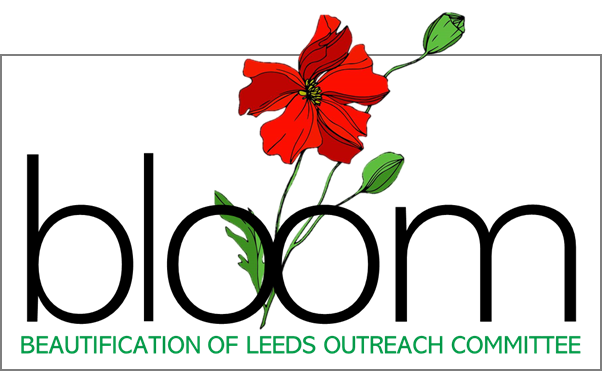 bloom
BEAUTIFICATION OF LEEDS OUTREACH COMMITTEE